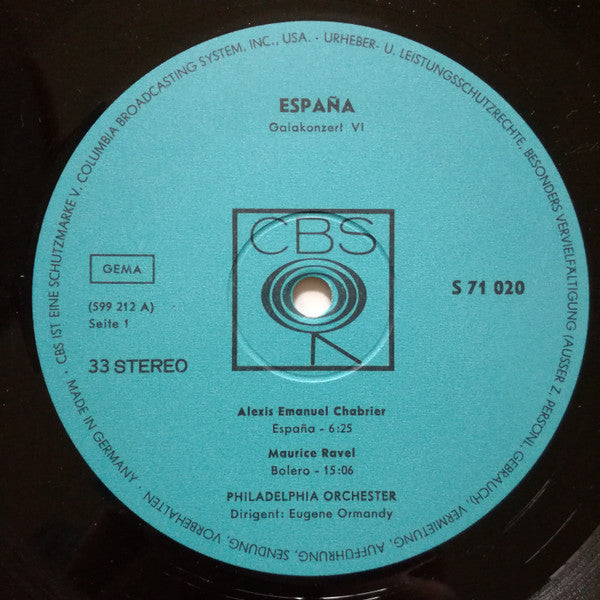 CBS IST EINE SCHUTZMARKE V. COLUMBIA BROADCASTING SYSTEM, INC., USA. · URHEBER- U. LEISTUNGSSCHUTZRECHTE, BESONDERS VERVIELFÄLTIGUNG (AUSSER Z. PERSÖNL. GEBRAUCH), VERMIETUNG, AUFFÜHRUNG, SENDUNG, VORBEHALTEN · MADE IN GERMANY ·
ESPAÑA
Galakonzert VI
CBS
GEMA
(S99 212 A)
Seite 1
S 71 020
33 STEREO
Alexis Emanuel Chabrier
España - 6:25
Maurice Ravel
Bolero - 15:06
PHILADELPHIA ORCHESTER
Dirigent: Eugene Ormandy